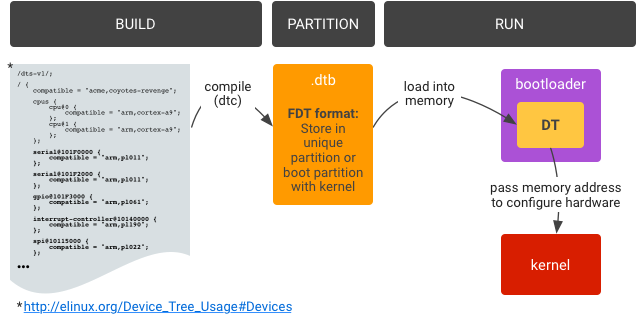 BUILD
PARTITION
RUN
*
/dts-v1/;
/ {
compatible = "acme,coyotes-revenge";
cpus {
cpu@0 {
compatible = "arm,cortex-a9";
};
cpu@1 {
compatible = "arm,cortex-a9";
};
};
serial@101F0000 {
compatible = "arm,pl011";
};
serial@101F2000 {
compatible = "arm,pl011";
};
gpio@101F3000 {
compatible = "arm,pl061";
};
interrupt-controller@10140000 {
compatible = "arm,pl190";
};
spi@10115000 {
compatible = "arm,pl022";
};
•••
compile
(dtc)
.dtb
FDT format:
Store in
unique
partition or
boot partition
with kernel
load into
memory
bootloader
DT
pass memory address
to configure hardware
kernel
*http://elinux.org/Device_Tree_Usage#Devices